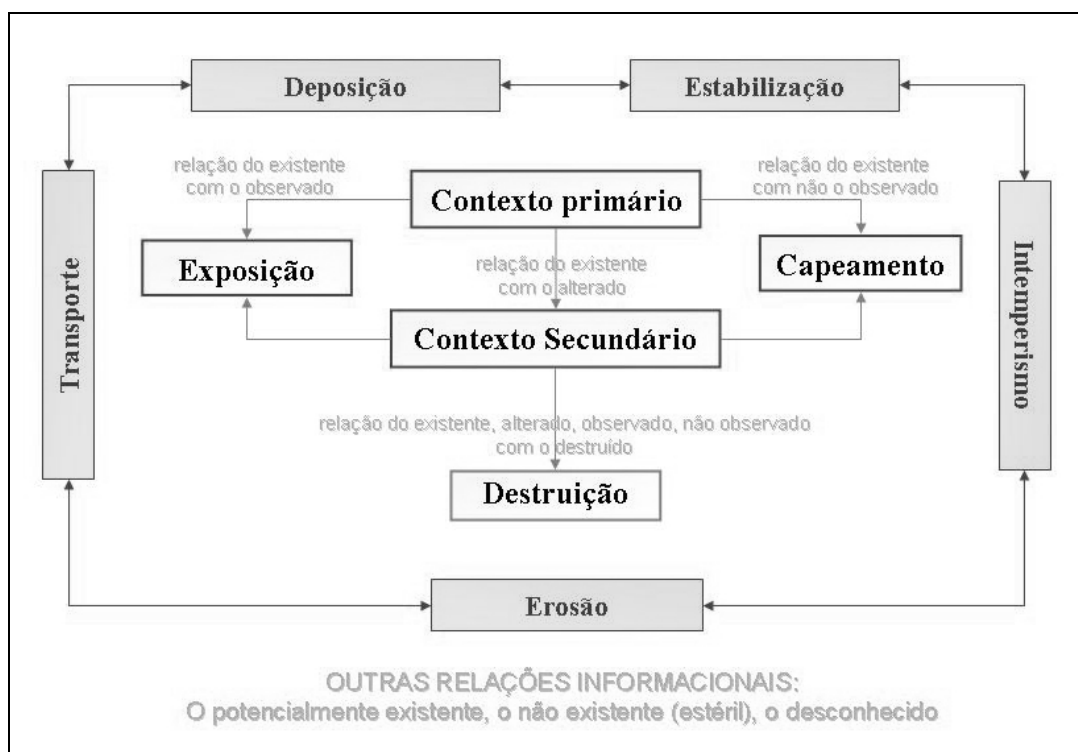 Deposição
Estabilização
Transporte
Intemperismo
relação do existente
com o observado
relação do existente
com não o observado
Contexto primário
Exposição
Capeamento
relação do existente
com o alterado
Contexto Secundário
relação do existente, alterado, observado, não observado
com o destruído
Destruição
Erosão
OUTRAS RELAÇÕES INFORMACIONAIS:
O potencialmente existente, o não existente (estéril), o desconhecido